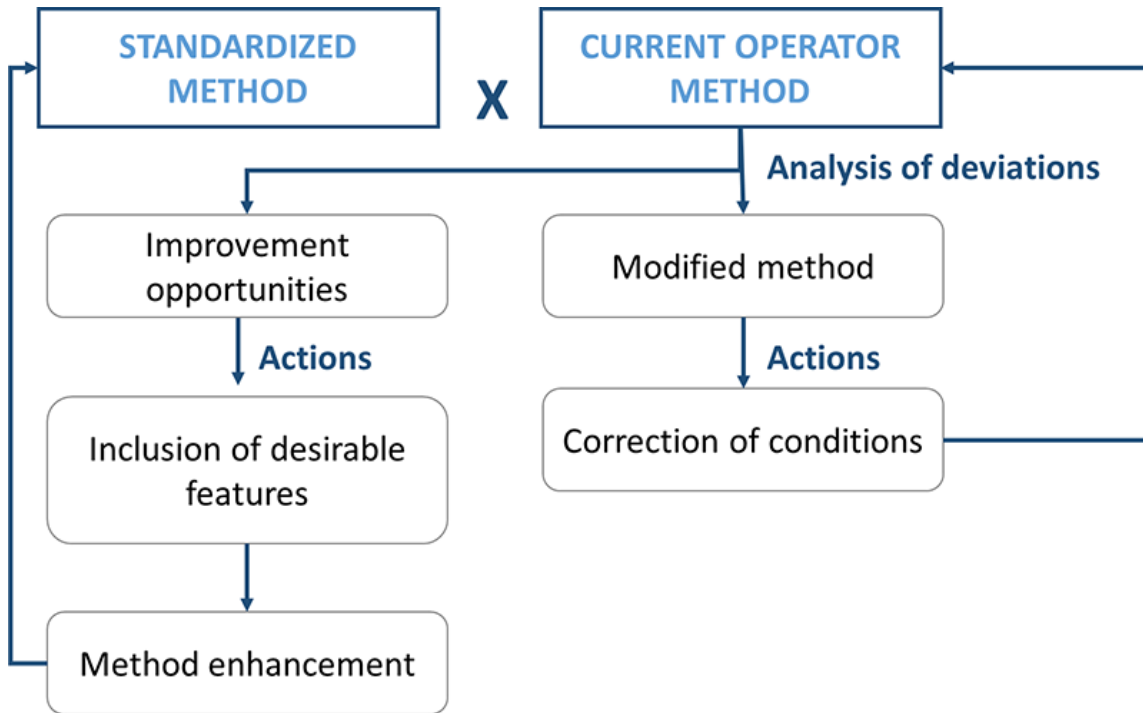 STANDARDIZED
METHOD
X
CURRENT OPERATOR
METHOD
Analysis of deviations
Improvement
opportunities
Modified method
Actions
Actions
Inclusion of desirable
features
Correction of conditions
Method enhancement